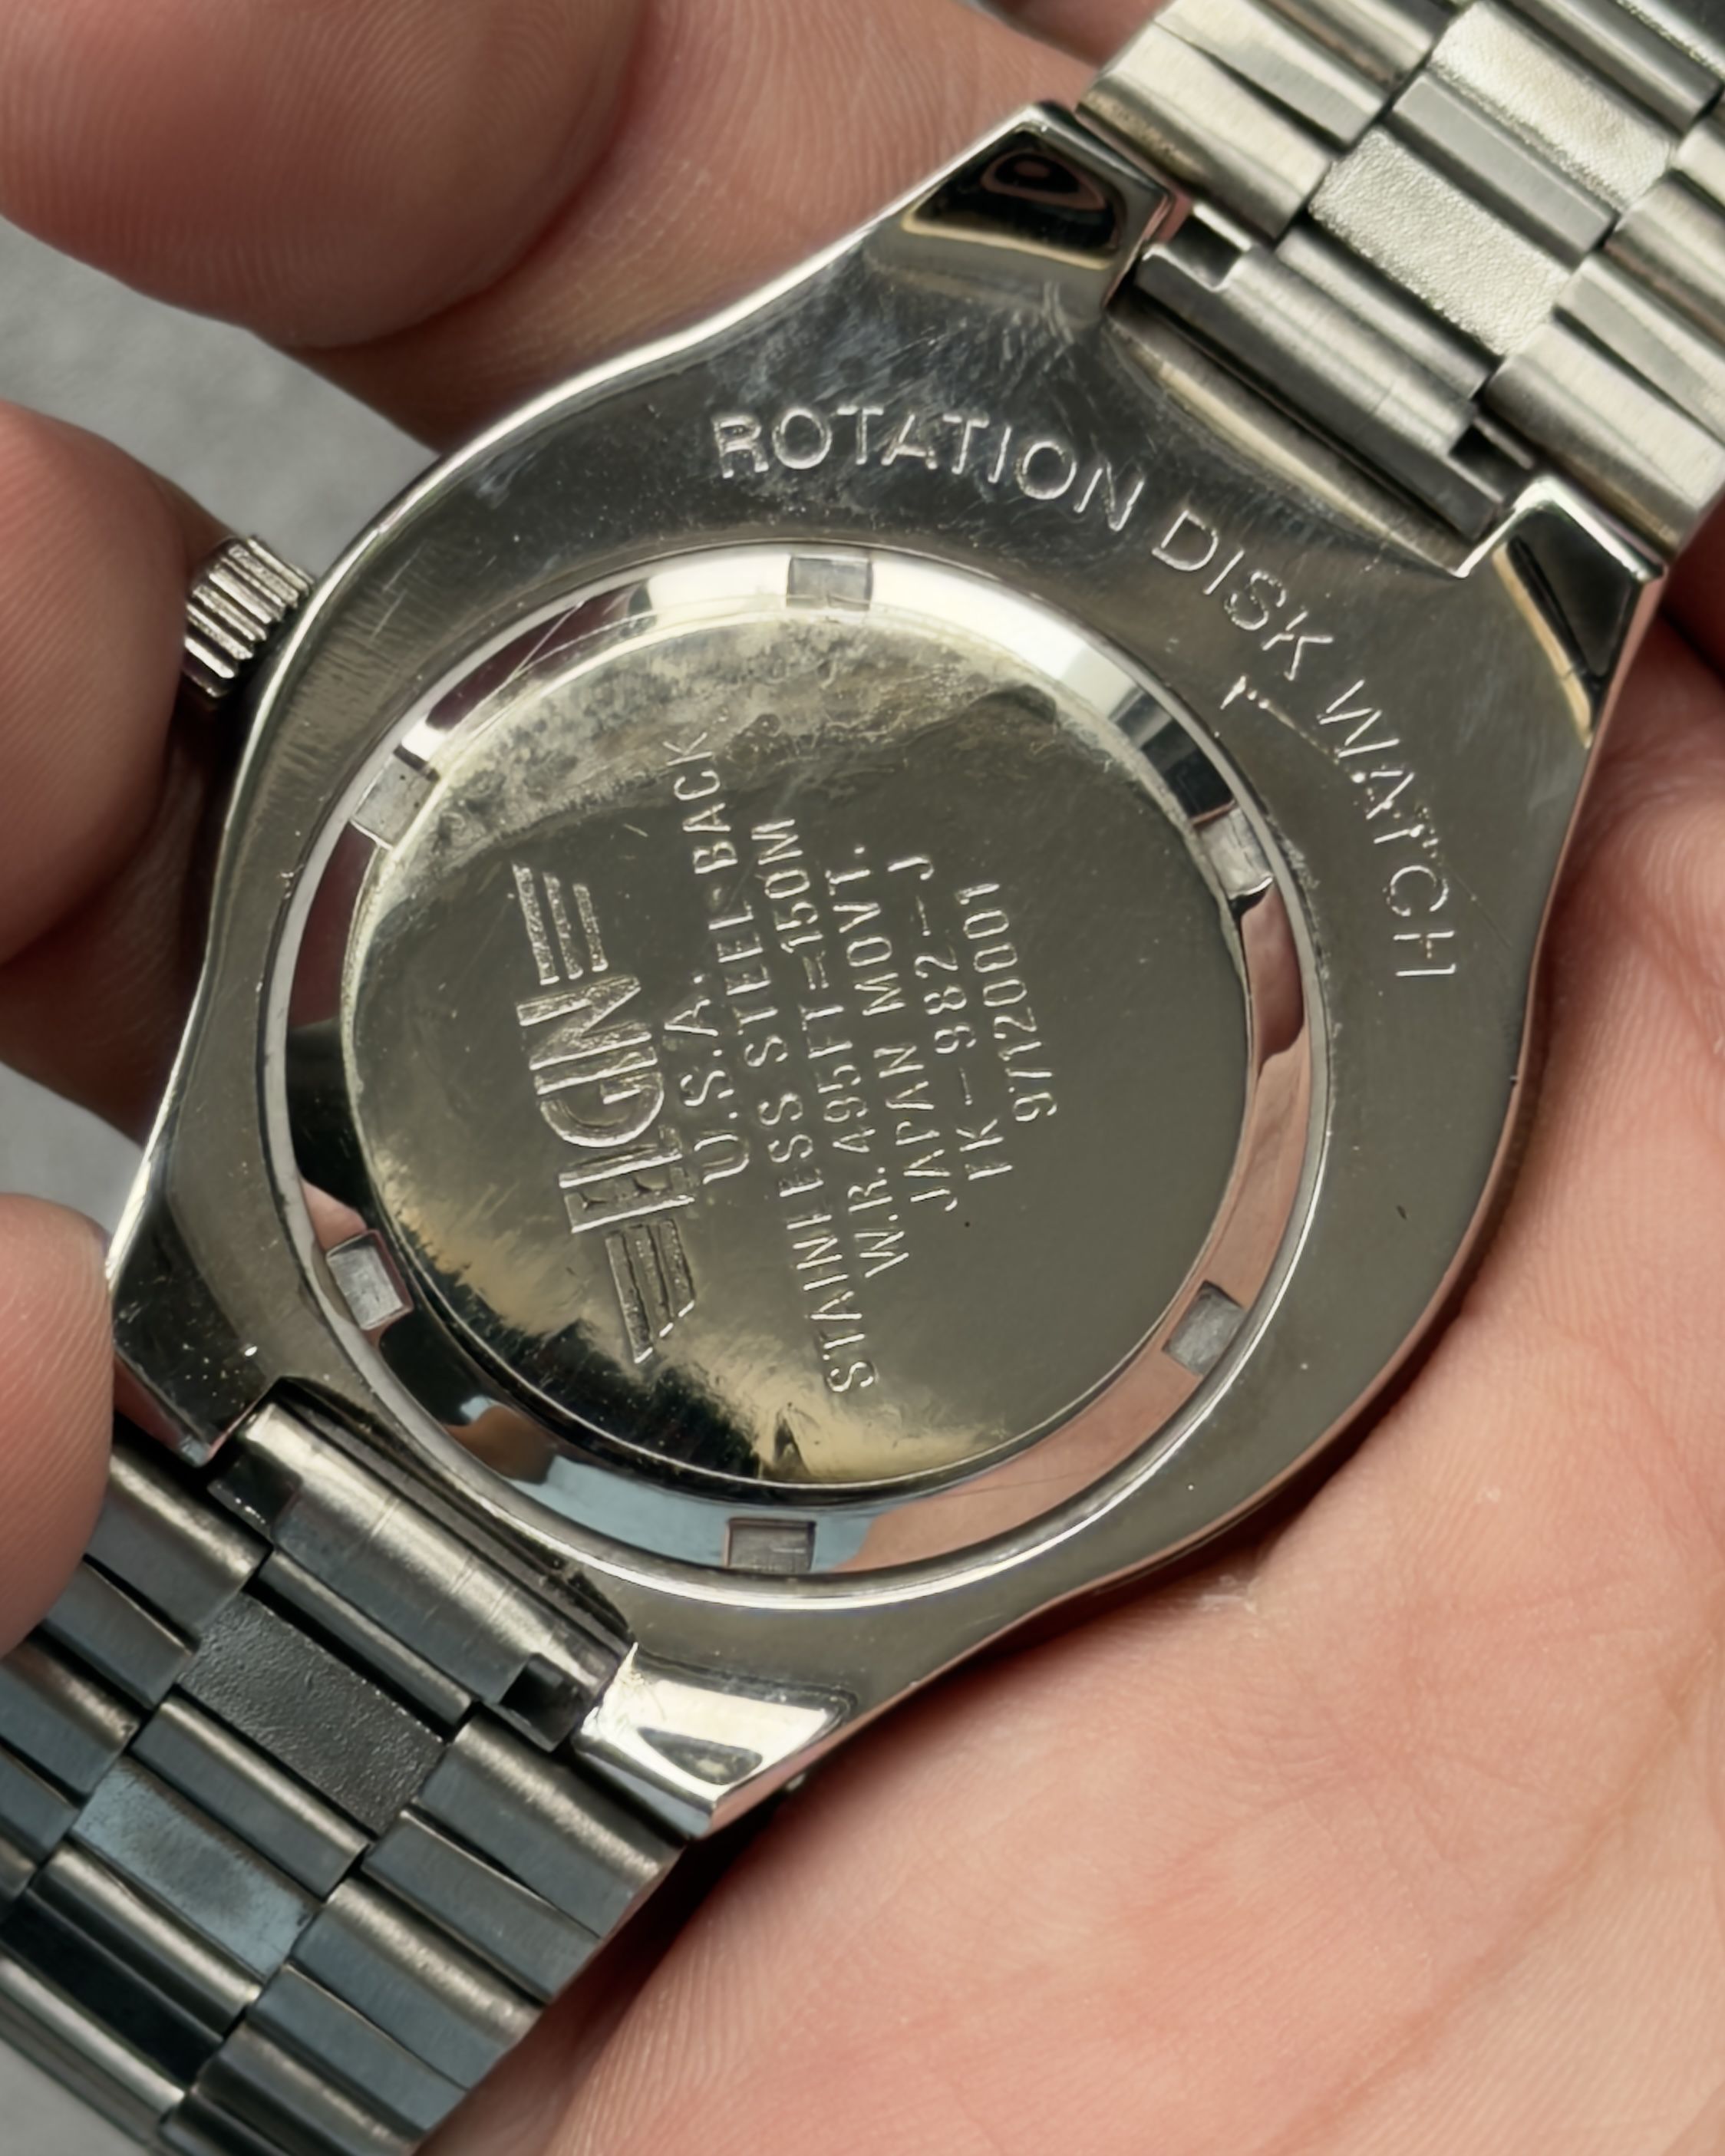 ROTATION DISK WATCH
ELGIN
U.S.A.
STAINLESS STEEL BACK
W.R. 495FT=150M
JAPAN MOVT.
FK-982-J
97120001